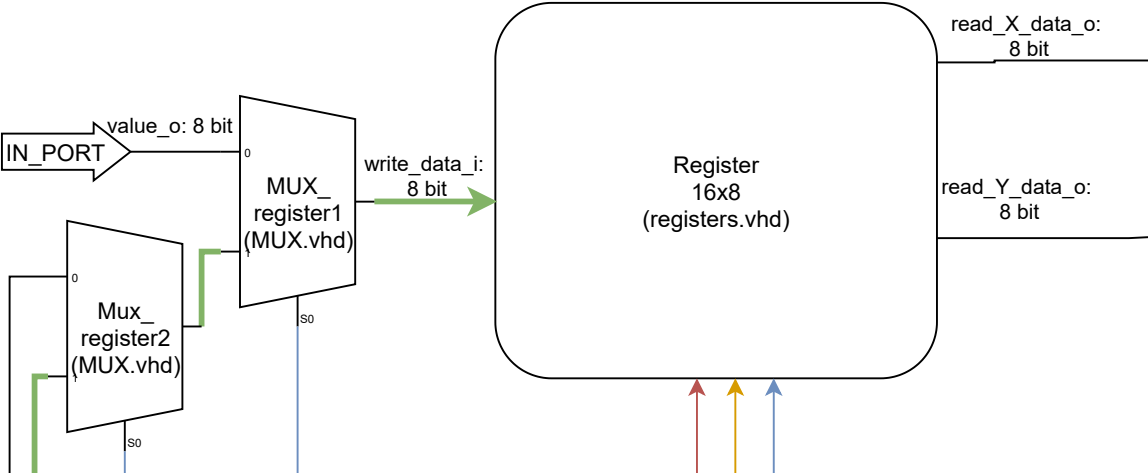 read_X_data_o:
8 bit
value_o: 8 bit
IN_PORT
0
MUX_
register1
(MUX.vhd)
1
S0
write_data_i:
8 bit
Register
16x8
(registers.vhd)
read_Y_data_o:
8 bit
0
Mux_
register2
(MUX.vhd)
1
S0